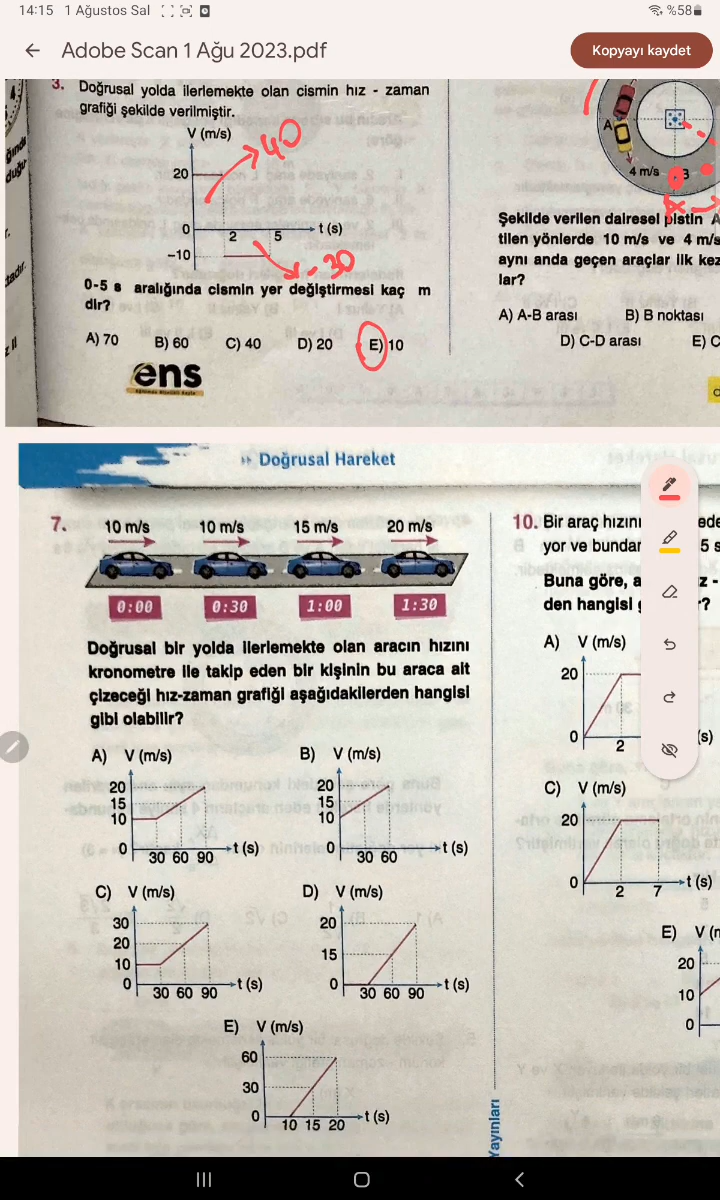 14:15 1 Ağustos Sal
%58
Adobe Scan 1 Ağu 2023.pdf
Kopyayı kaydet
3. Doğrusal yolda ilerlemekte olan cismin hız - zaman
grafiği şekilde verilmiştir.
V (m/s)
40
20
0
2
5
t (s)
-10
-30
0-5 s aralığında cismin yer değiştirmesi kaç m
dir?
A) 70 B) 60 C) 40 D) 20 E) 10
ens
A
4 m/s
B
Şekilde verilen dairesel pistin A
tilen yönlerde 10 m/s ve 4 m/s
aynı anda geçen araçlar ilk kez
lar?
A) A-B arası B) B noktası
D) C-D arası E) C
Doğrusal Hareket
7.
10 m/s 10 m/s 15 m/s 20 m/s
0:00 0:30 1:00 1:30
Doğrusal bir yolda ilerlemekte olan aracın hızını
kronometre ile takip eden bir kişinin bu araca ait
çizeceği hız-zaman grafiği aşağıdakilerden hangisi
gibi olabilir?
A) V (m/s)
20
15
10
0
30 60 90 t (s)
B) V (m/s)
20
15
10
0
30 60 t (s)
C) V (m/s)
30
20
10
0
30 60 90 t (s)
D) V (m/s)
20
15
0
30 60 90 t (s)
E) V (m/s)
60
30
0
10 15 20 t (s)
10. Bir araç hızını
yor ve bundan
5 s
Buna göre, a
den hangisi
A) V (m/s)
20
0
2
(s)
C) V (m/s)
20
0
2 7 t (s)
E) V (m
20
10
0
Yayınları